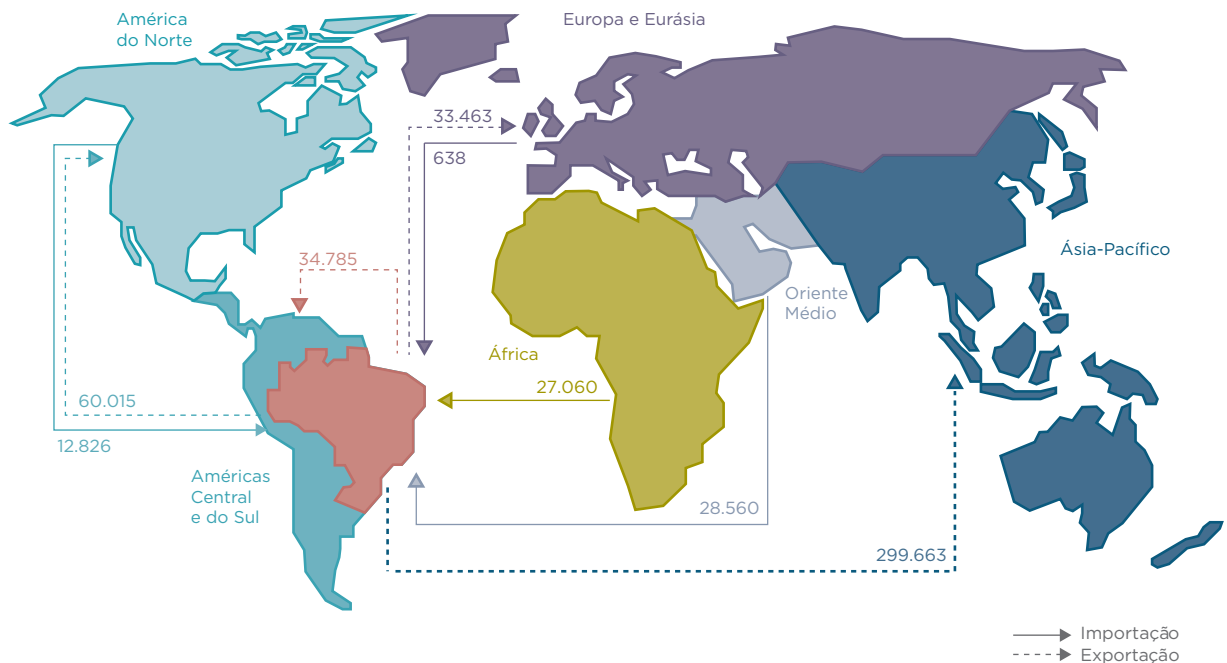 América
do Norte
Europa e Eurásia
33.463
638
Ásia-Pacífico
34.785
Oriente
Médio
África
27.060
60.015
12.826
Américas
Central
e do Sul
28.560
299.663
Importação
Exportação